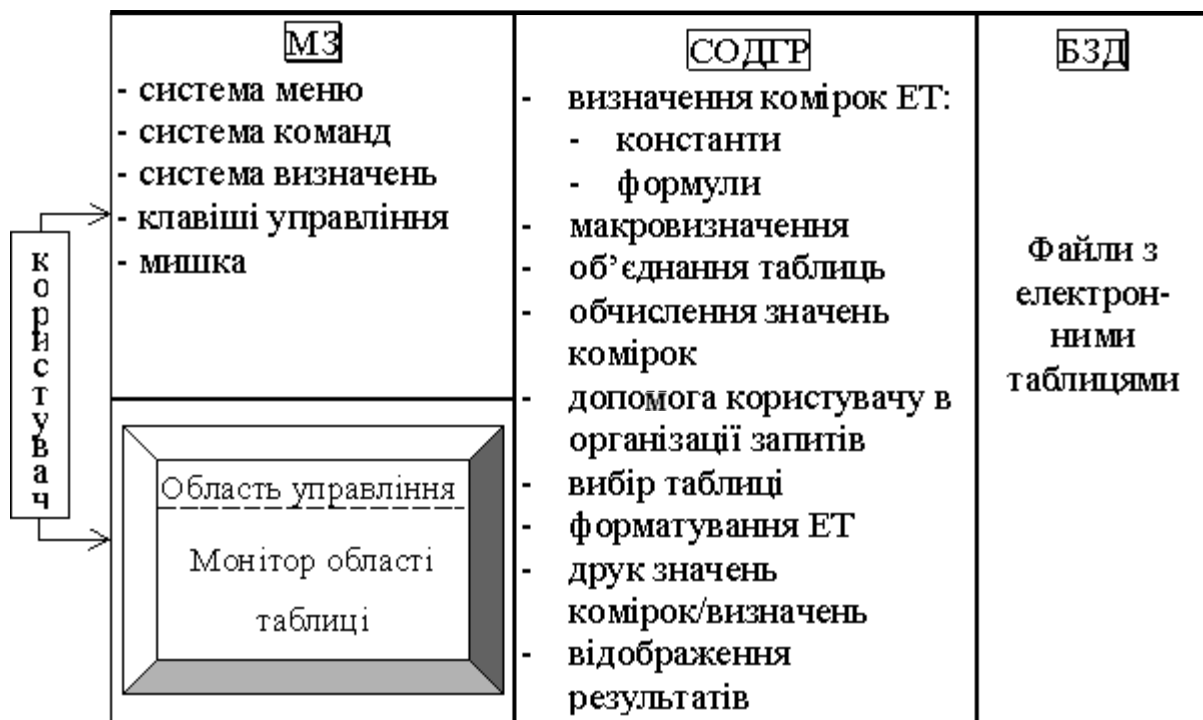 користувач
МЗ
- система меню
- система команд
- система визначень
- клавіші управління
- мишка
Область управління
Монітор області
таблиці
СОДГР
- визначення комірок ЕТ:
- константи
- формули
- макровизначення
- об’єднання таблиць
- обчислення значень
комірок
- допомога користувачу в
організації запитів
- вибір таблиці
- форматування ЕТ
- друк значень
комірок/визначень
- відображення
результатів
БЗД
Файли з
електрон-
ними
таблицями